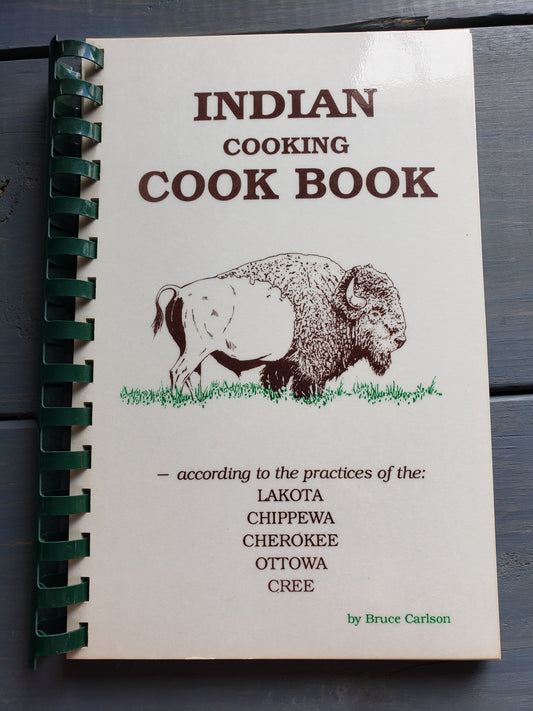 INDIAN
COOKING
COOK BOOK
— according to the practices of the:
LAKOTA
CHIPPEWA
CHEROKEE
OTTOWA
CREE
by Bruce Carlson